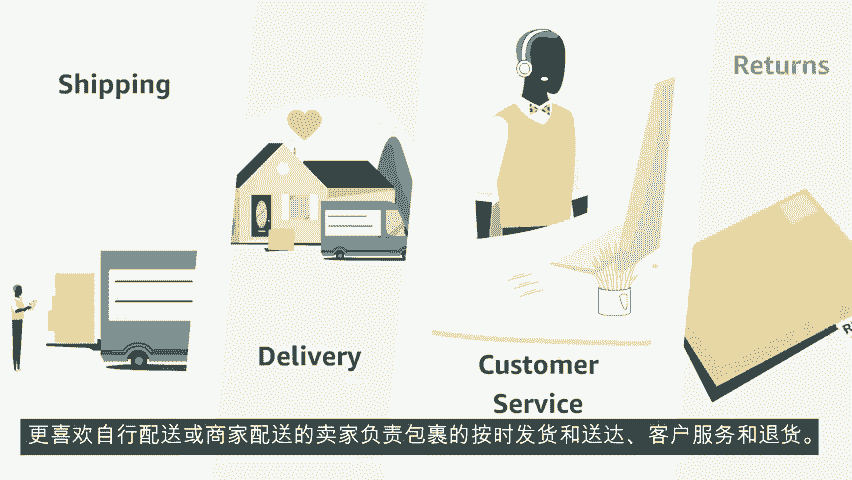 Shipping
Delivery
Customer
Service
Returns
更喜欢自行配送或商家配送的卖家负责包裹的按时发货和送达、客户服务和退货。